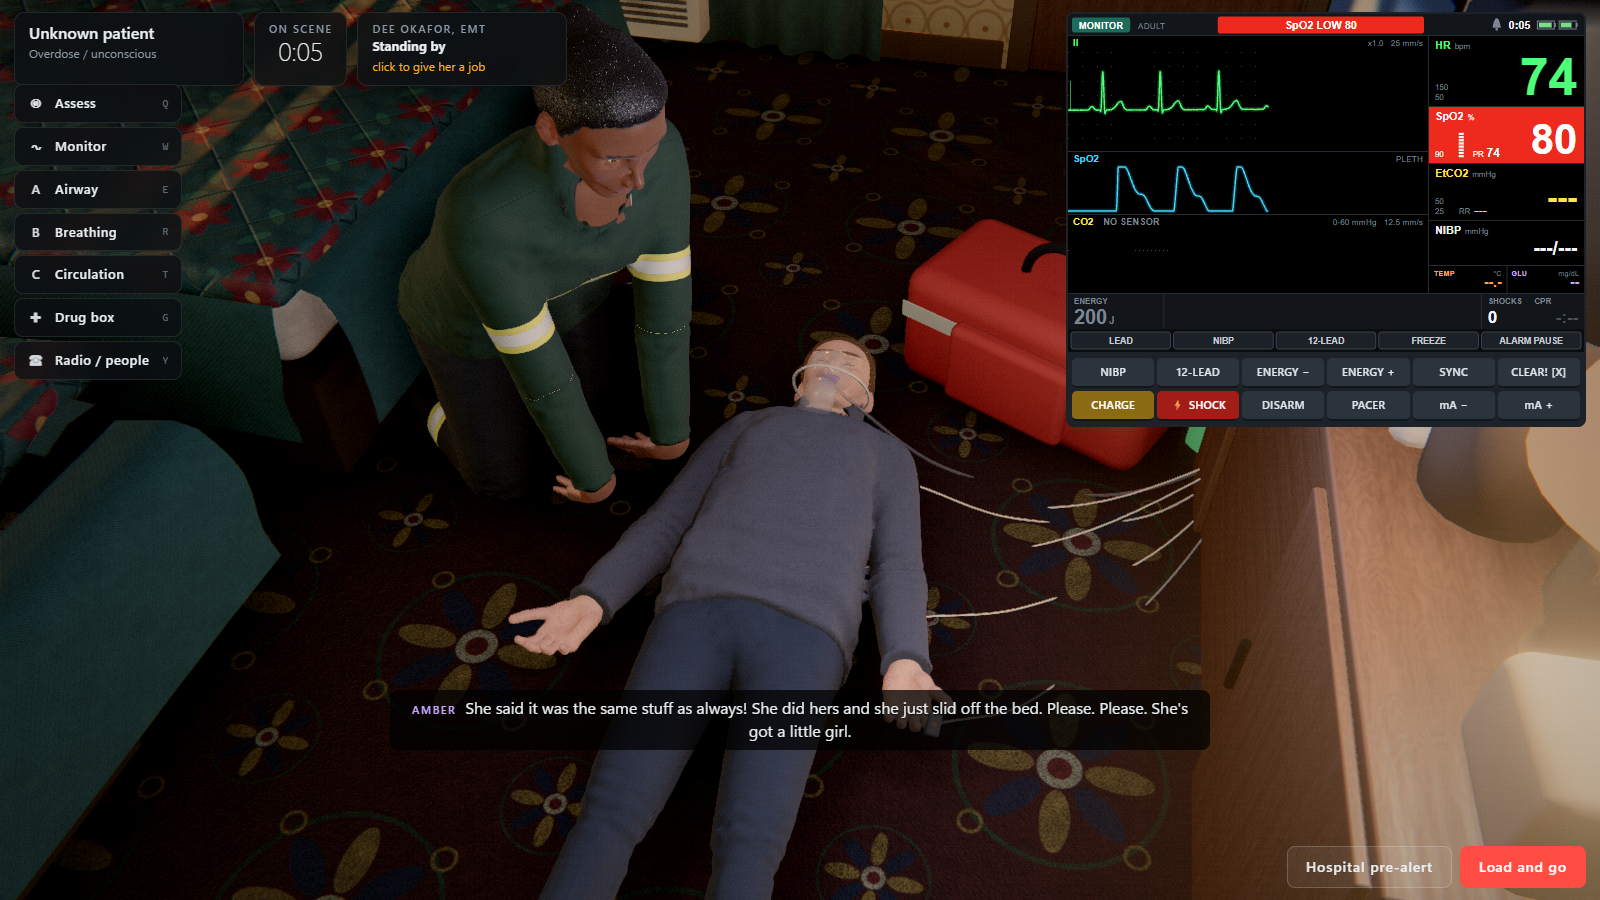 Unknown patient
Overdose / unconscious
ON SCENE
0:05
DEE OKAFOR, EMT
Standing by
click to give her a job
Assess Q
Monitor W
A Airway E
B Breathing R
C Circulation T
Drug box G
Radio / people Y
MONITOR ADULT SpO2 LOW 80 0:05
II x1.0 25 mm/s
HR bpm
150
50
74
SpO2 PLETH
SpO2 %
90 PR 74
80
CO2 NO SENSOR 0-60 mmHg 12.5 mm/s
EtCO2 mmHg
50
25 RR ---
---
NIBP mmHg
---/---
TEMP °C
--.-
GLU mg/dL
--
ENERGY
200 J
SHOCKS CPR
0 -:--
LEAD NIBP 12-LEAD FREEZE ALARM PAUSE
NIBP 12-LEAD ENERGY − ENERGY + SYNC CLEAR! [X]
CHARGE SHOCK DISARM PACER mA − mA +
AMBER She said it was the same stuff as always! She did hers and she just slid off the bed. Please. Please. She's
got a little girl.
Hospital pre-alert
Load and go